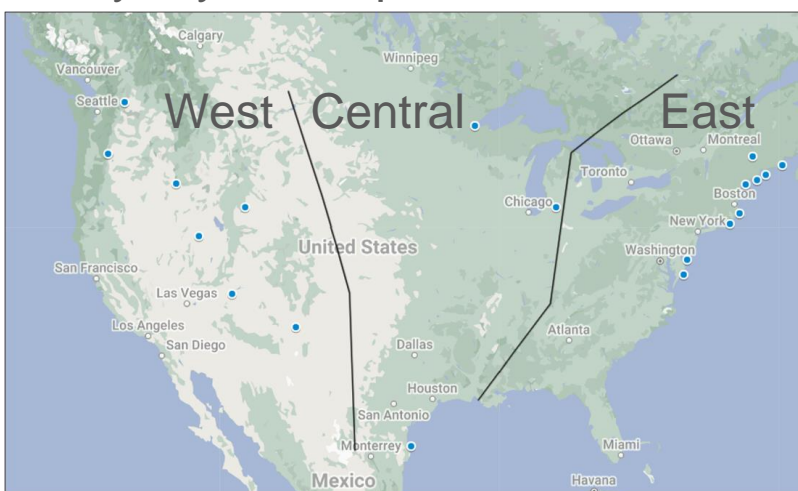 Calgary
Winnipeg
Vancouver
Seattle
West
Central
East
Ottawa
Montreal
Toronto
Chicago
Boston
New York
United States
Washington
San Francisco
Las Vegas
Los Angeles
San Diego
Atlanta
Dallas
Houston
San Antonio
Monterrey
Miami
Mexico
Havana